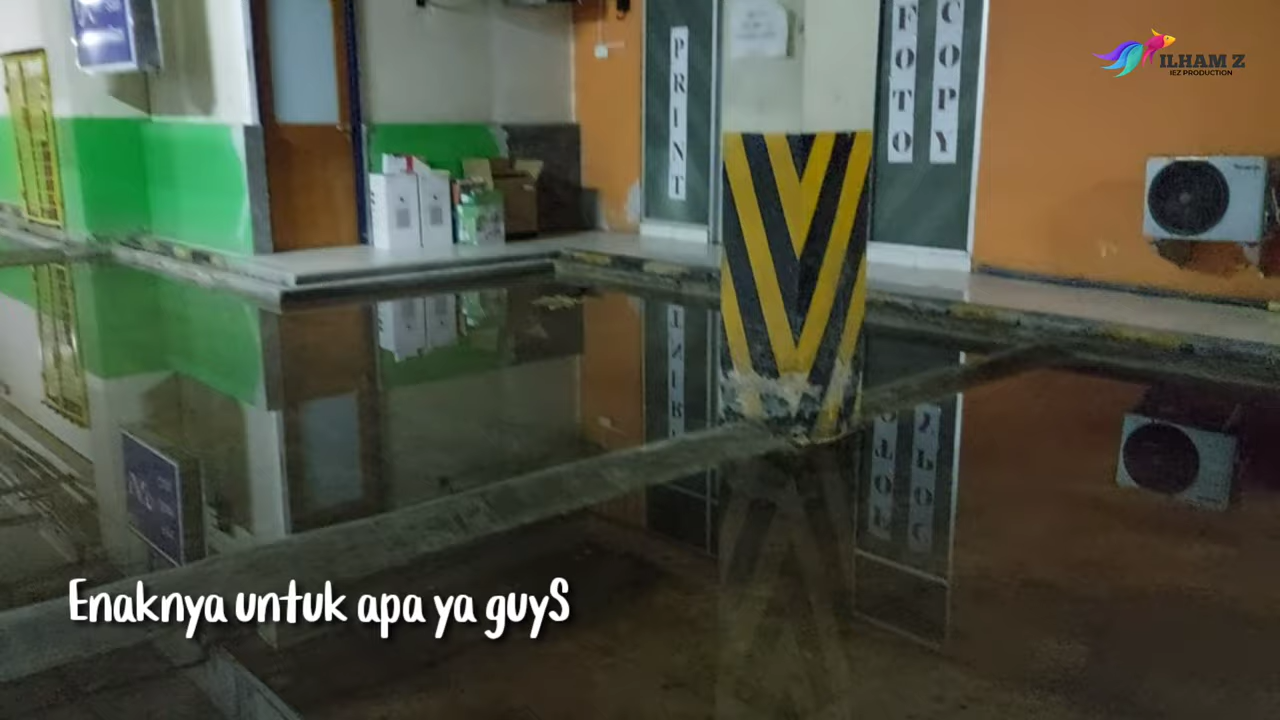 PRINT
FOTO
COPY
ILHAM Z
IEZ PRODUCTION
Enaknya untuk apa ya guyS